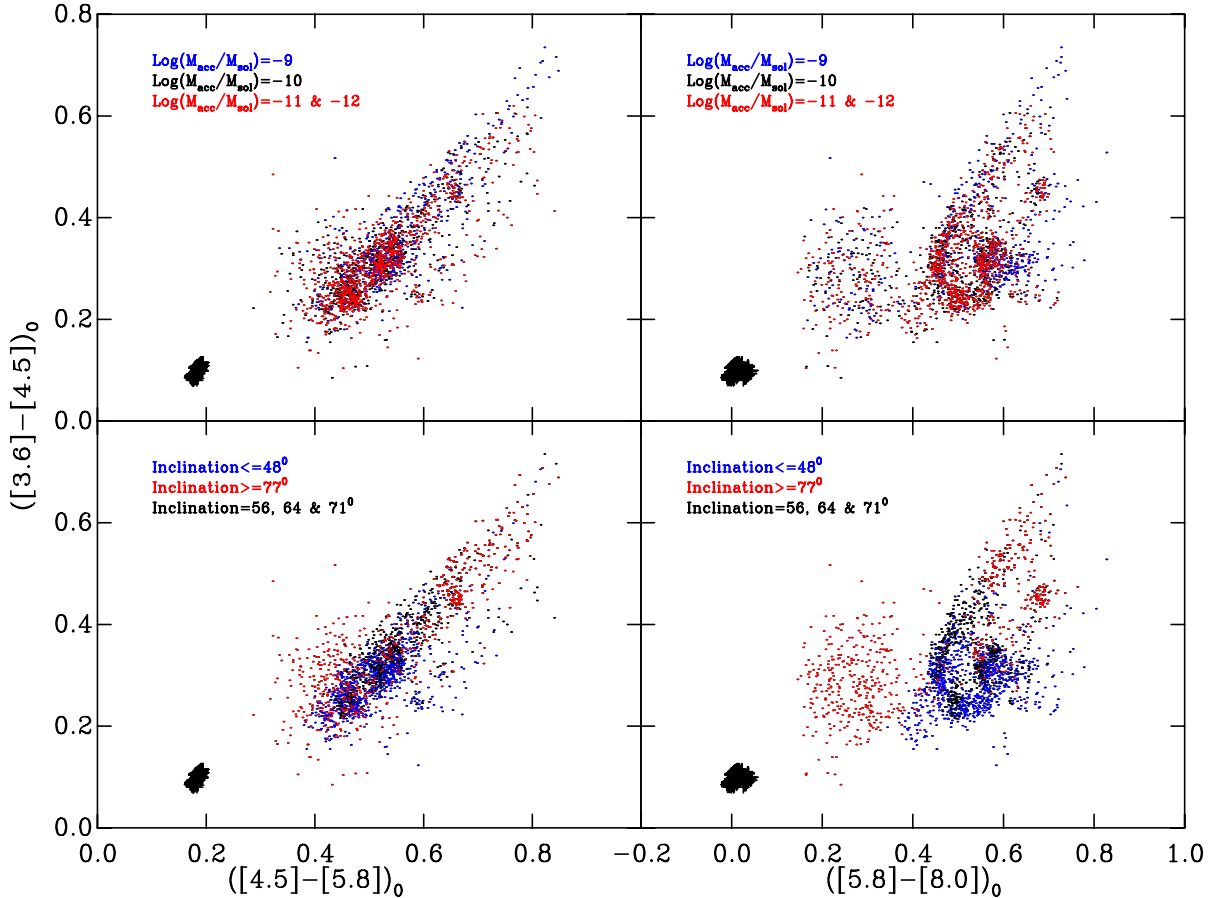 0.8
0.6
0.4
0.2
0.0
Log(Macc/Msol)=−9
Log(Macc/Msol)=−10
Log(Macc/Msol)=−11 & −12
Log(Macc/Msol)=−9
Log(Macc/Msol)=−10
Log(Macc/Msol)=−11 & −12
([3.6]−[4.5])0
0.6
0.4
0.2
0.0
Inclination<=48⁰
Inclination>=77⁰
Inclination=56, 64 & 71⁰
Inclination<=48⁰
Inclination>=77⁰
Inclination=56, 64 & 71⁰
0.0 0.2 0.4 0.6 0.8
−0.2 0.0 0.2 0.4 0.6 0.8 1.0
([4.5]−[5.8])0
([5.8]−[8.0])0